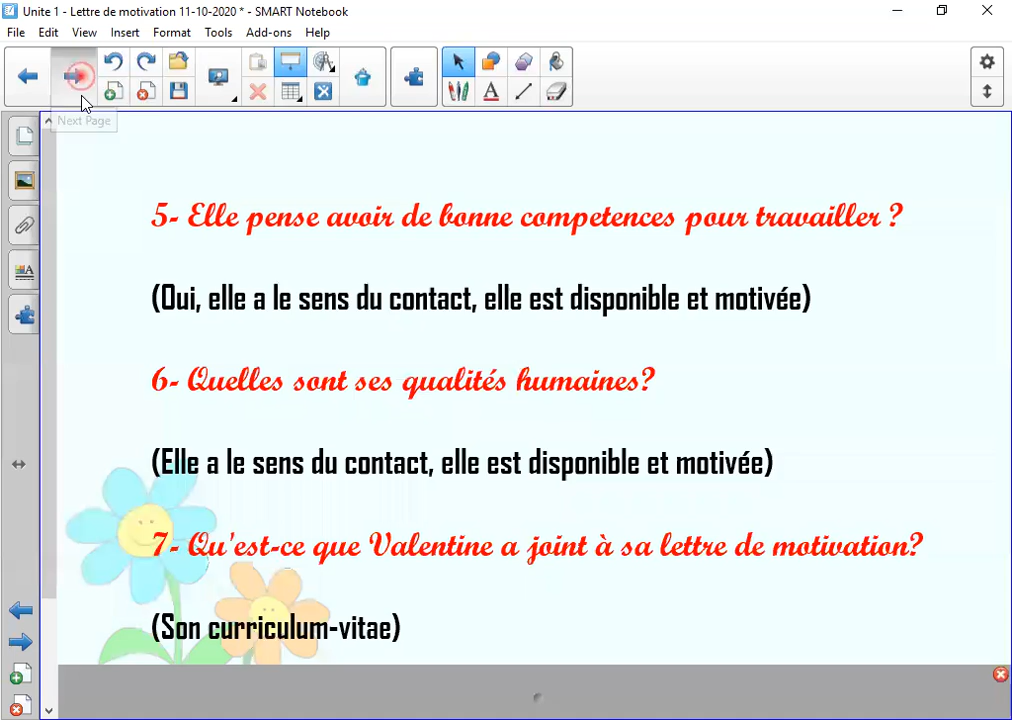 Unite 1 - Lettre de motivation 11-10-2020 * - SMART Notebook
File Edit View Insert Format Tools Add-ons Help
Next Page
5- Elle pense avoir de bonne competences pour travailler ?
(Oui, elle a le sens du contact, elle est disponible et motivée)
6- Quelles sont ses qualités humaines?
(Elle a le sens du contact, elle est disponible et motivée)
7- Qu'est-ce que Valentine a joint à sa lettre de motivation?
(Son curriculum-vitae)